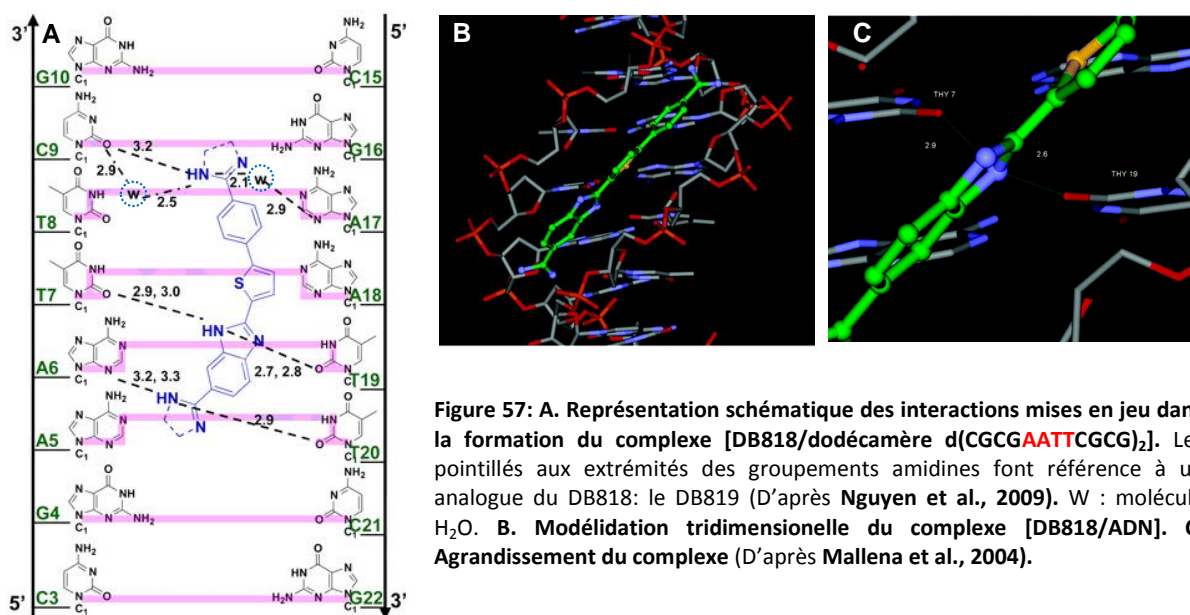 3’ A 5’
G10 C15
C9 3.2 G16
2.9 HN N
W 2.1 W
T8 2.5 2.9 A17
S
T7 2.9, 3.0 A18
HN N
A6 2.7, 2.8 T19
3.2, 3.3
HN 2.9
A5 N T20
G4 C21
C3 G22
5’ 3’
B
C
THY 7
2.9
2.6
THY 19
Figure 57: A. Représentation schématique des interactions mises en jeu dan
la formation du complexe [DB818/dodécamère d(CGCGAATTCGCG)₂]. Le
pointillés aux extrémités des groupements amidines font référence à u
analogue du DB818: le DB819 (D’après Nguyen et al., 2009). W : molécul
H₂O. B. Modélidation tridimensionelle du complexe [DB818/ADN]. C
Agrandissement du complexe (D’après Mallena et al., 2004).